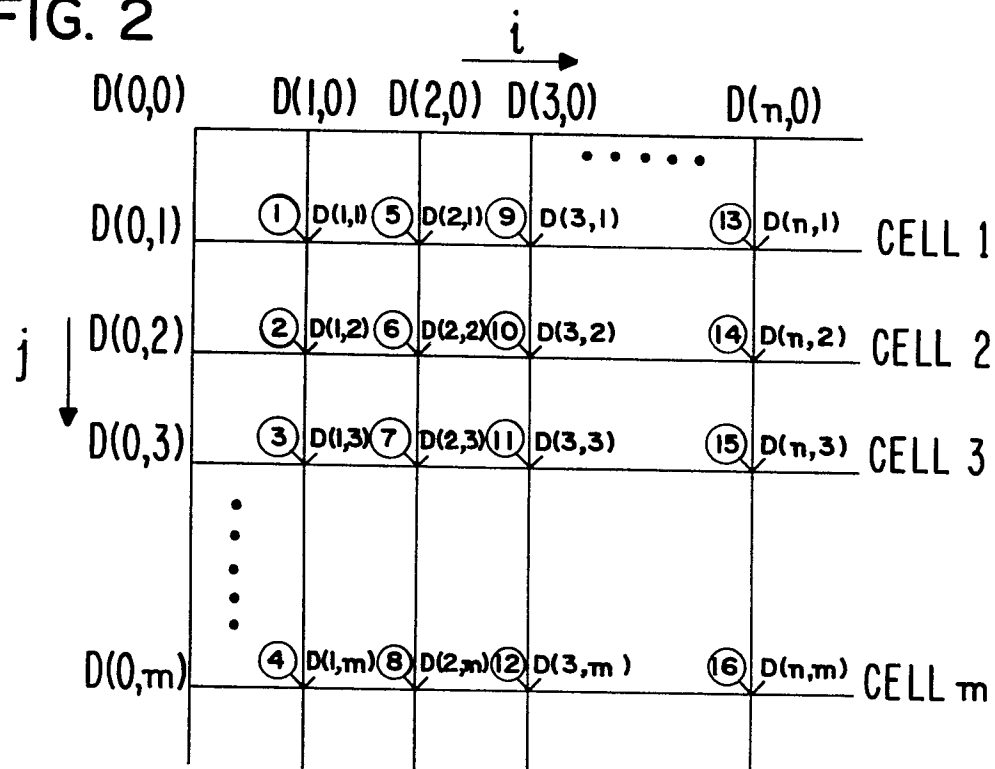 FIG. 2
i
D(0,0) D(1,0) D(2,0) D(3,0) D(n,0)
D(0,1) 1 D(1,1) 5 D(2,1) 9 D(3,1) 13 D(n,1) CELL 1
j
D(0,2) 2 D(1,2) 6 D(2,2) 10 D(3,2) 14 D(n,2) CELL 2
D(0,3) 3 D(1,3) 7 D(2,3) 11 D(3,3) 15 D(n,3) CELL 3
D(0,m) 4 D(1,m) 8 D(2,m) 12 D(3,m) 16 D(n,m) CELL m